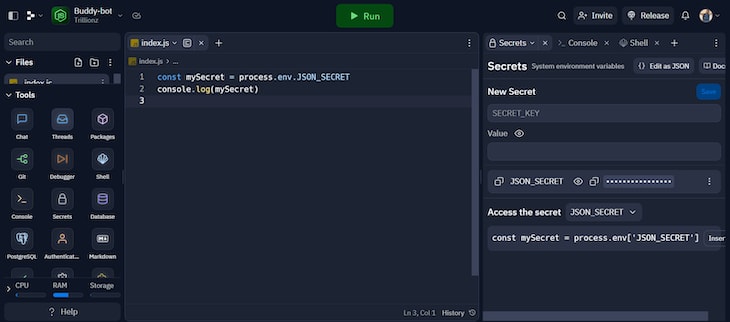 Buddy-bot
Trillionz
Run
Invite
Release
Search
Files
index.js
Tools
Chat
Threads
Packages
Git
Debugger
Shell
Console
Secrets
Database
PostgreSQL
Authenticat...
Markdown
CPU
RAM
Storage
Help
index.js
index.js > ...
1 const mySecret = process.env.JSON_SECRET
2 console.log(mySecret)
3
Ln 3, Col 1 History
Secrets
Console
Shell
Secrets System environment variables
Edit as JSON
Docs
New Secret
Save
SECRET_KEY
Value
JSON_SECRET
Access the secret JSON_SECRET
const mySecret = process.env['JSON_SECRET']
Inser